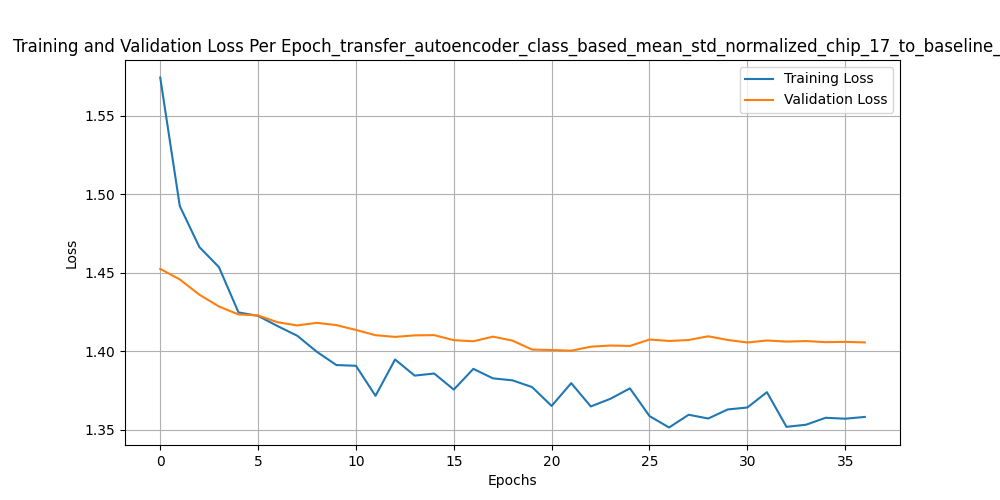 Training and Validation Loss Per Epoch_transfer_autoencoder_class_based_mean_std_normalized_chip_17_to_baseline_
Training Loss
Validation Loss
1.55
1.50
1.45
1.40
1.35
Loss
0 5 10 15 20 25 30 35
Epochs